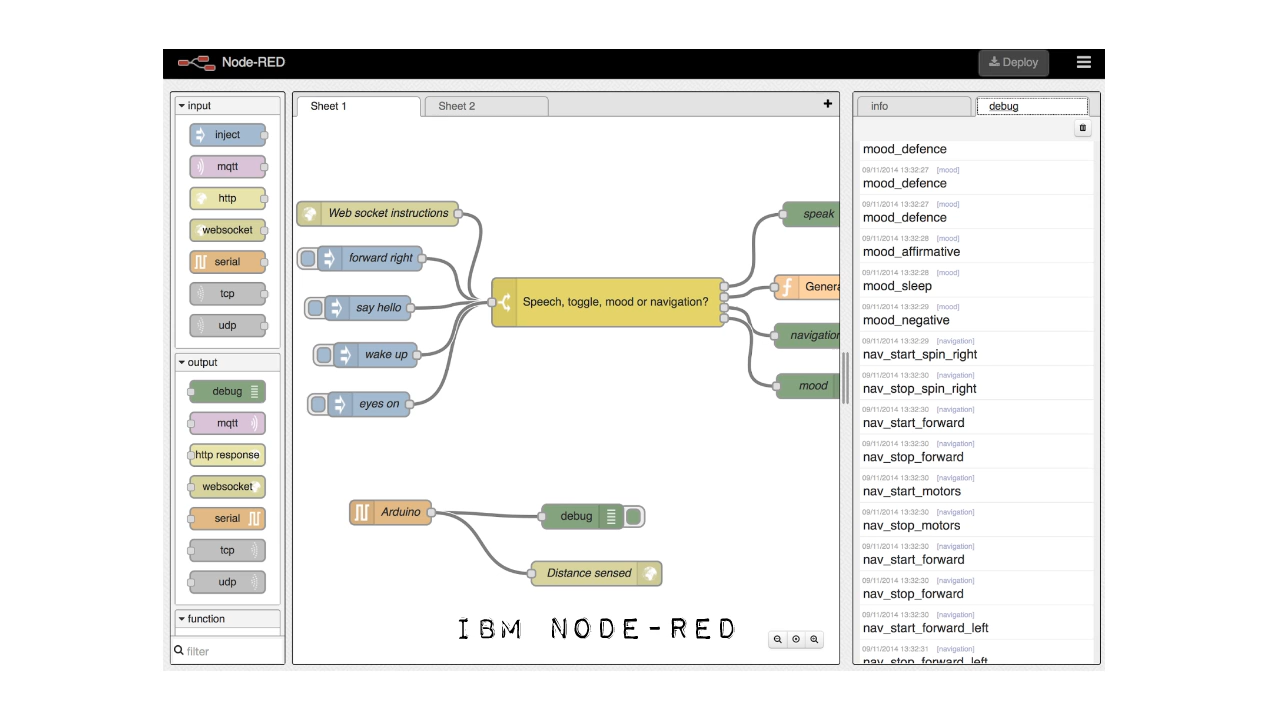 Node-RED
Deploy
input
inject
mqtt
http
websocket
serial
tcp
udp
output
debug
mqtt
http response
websocket
serial
tcp
udp
function
filter
Sheet 1
Sheet 2
+
Web socket instructions
forward right
say hello
wake up
eyes on
Speech, toggle, mood or navigation?
speak
Genera
navigation
mood
Arduino
debug
Distance sensed
IBM NODE-RED
info
debug
mood_defence
09/11/2014 13:32:27 [mood]
mood_defence
09/11/2014 13:32:27 [mood]
mood_defence
09/11/2014 13:32:28 [mood]
mood_affirmative
09/11/2014 13:32:28 [mood]
mood_sleep
09/11/2014 13:32:29 [mood]
mood_negative
09/11/2014 13:32:29 [navigation]
nav_start_spin_right
09/11/2014 13:32:30 [navigation]
nav_stop_spin_right
09/11/2014 13:32:30 [navigation]
nav_start_forward
09/11/2014 13:32:30 [navigation]
nav_stop_forward
09/11/2014 13:32:30 [navigation]
nav_start_motors
09/11/2014 13:32:30 [navigation]
nav_stop_motors
09/11/2014 13:32:30 [navigation]
nav_start_forward
09/11/2014 13:32:30 [navigation]
nav_stop_forward
09/11/2014 13:32:30 [navigation]
nav_start_forward_left
09/11/2014 13:32:31 [navigation]
nav_stop_forward_left